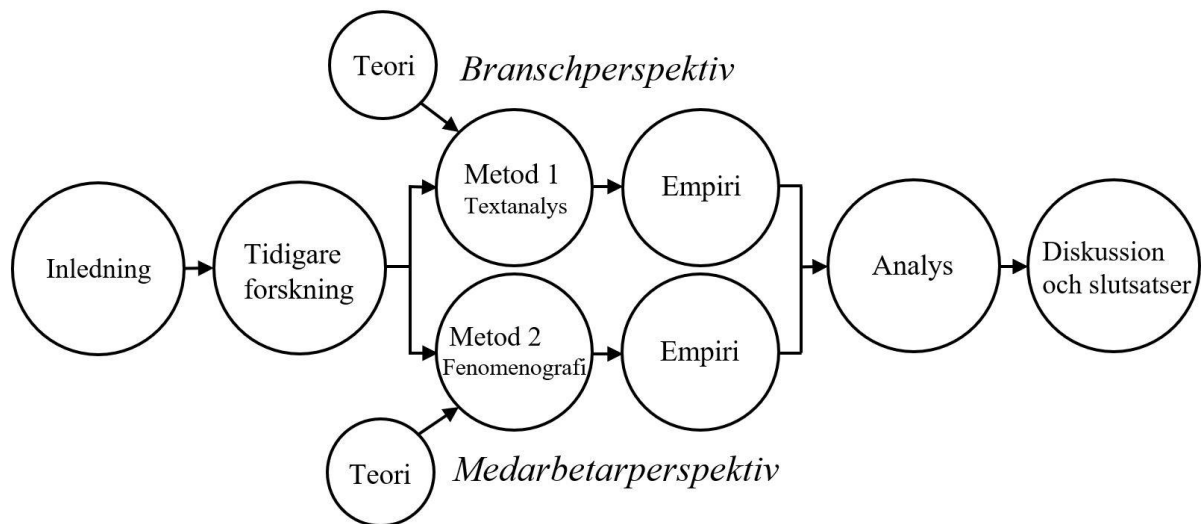 Teori
Branschperspektiv
Metod 1
Textanalys
Empiri
Inledning
Tidigare
forskning
Analys
Diskussion
och slutsatser
Metod 2
Fenomenografi
Empiri
Teori
Medarbetarperspektiv